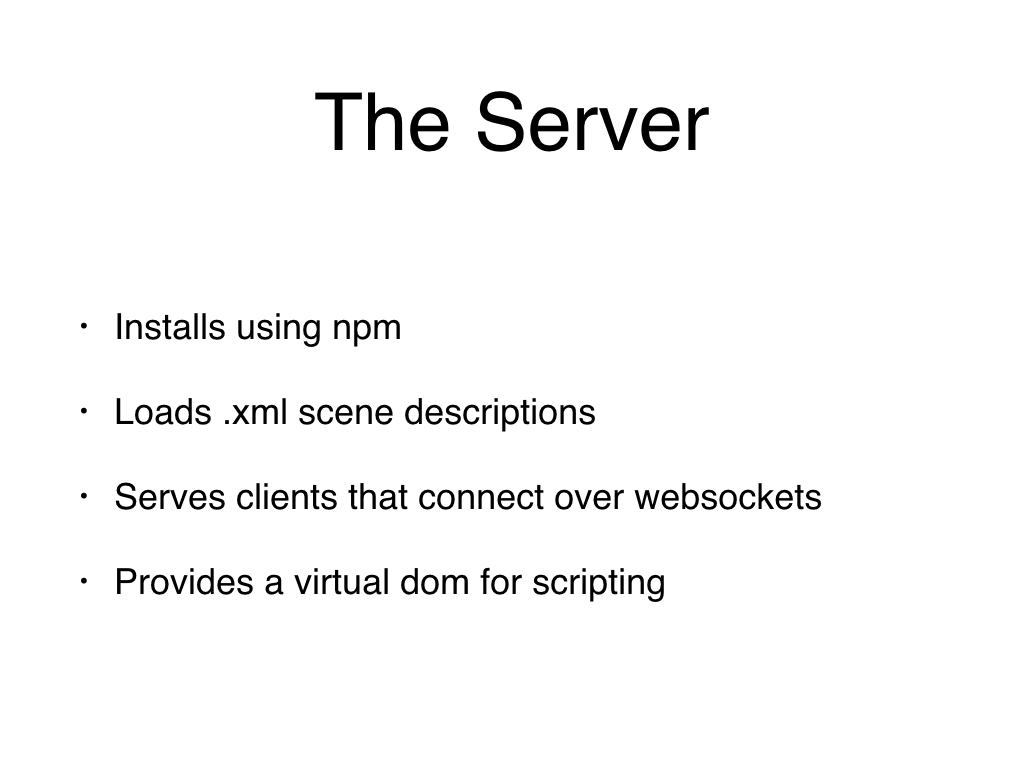 The Server
• Installs using npm
• Loads .xml scene descriptions
• Serves clients that connect over websockets
• Provides a virtual dom for scripting